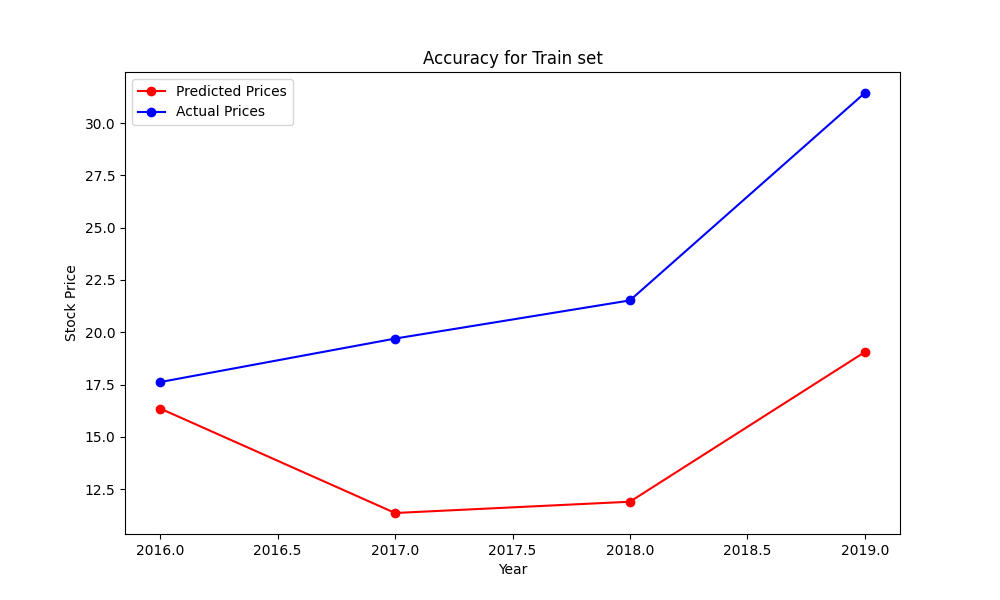 Accuracy for Train set
Predicted Prices
Actual Prices
30.0
27.5
25.0
22.5
20.0
17.5
15.0
12.5
Stock Price
2016.0 2016.5 2017.0 2017.5 2018.0 2018.5 2019.0
Year